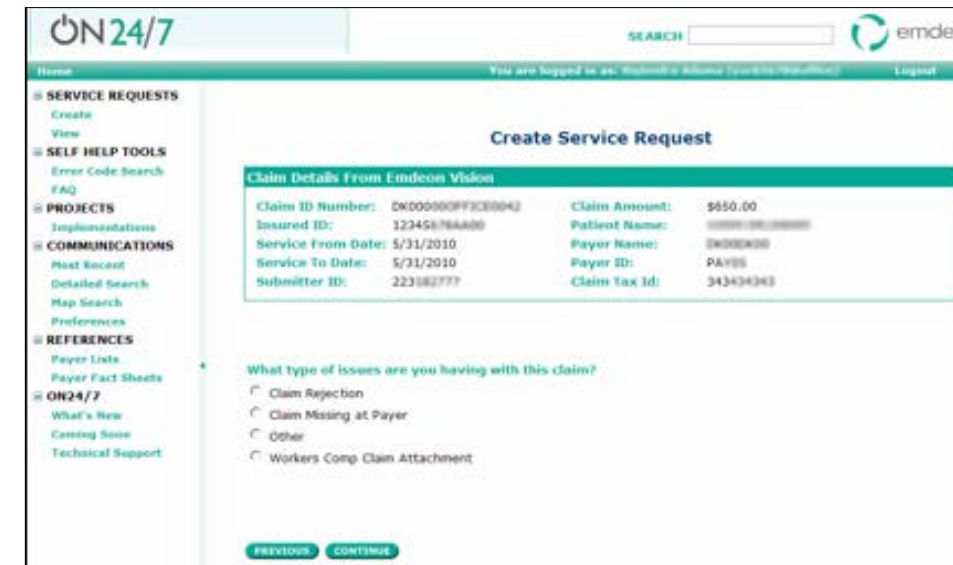 ON24/7
SEARCH
emde
Home
You are logged in as:
Logout
SERVICE REQUESTS
Create
View
SELF HELP TOOLS
Error Code Search
FAQ
PROJECTS
Implementations
COMMUNICATIONS
Most Recent
Detailed Search
Map Search
Preferences
REFERENCES
Payer Lists
Payer Fact Sheets
ON24/7
What's New
Coming Soon
Technical Support
Create Service Request
Claim Details From Emdeon Vision
Claim ID Number: Claim Amount: $650.00
Insured ID: Patient Name:
Service From Date: 5/31/2010 Payer Name:
Service To Date: 5/31/2010 Payer ID:
Submitter ID: Claim Tax Id:
What type of issues are you having with this claim?
Claim Rejection
Claim Missing at Payer
Other
Workers Comp Claim Attachment
PREVIOUS CONTINUE